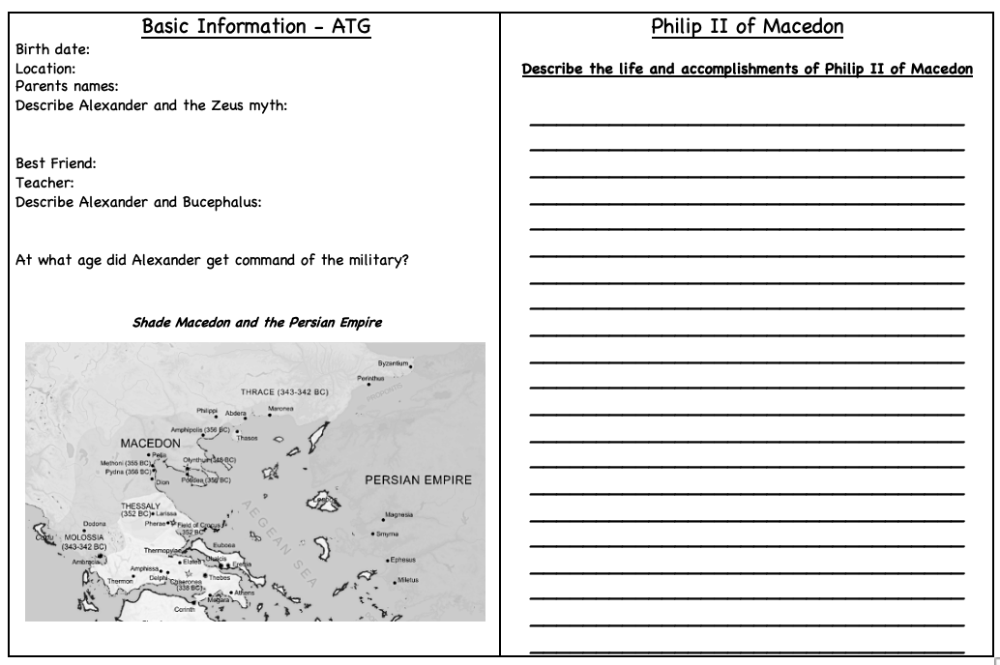 Basic Information – ATG
Birth date:
Location:
Parents names:
Describe Alexander and the Zeus myth:
Best Friend:
Teacher:
Describe Alexander and Bucephalus:
At what age did Alexander get command of the military?
Shade Macedon and the Persian Empire
Byzantium
Perinthus
PROPONTIS
THRACE (343-342 BC)
Philippi
Abdera
Maronea
Amphipolis (356 BC)
Thasos
MACEDON
Pella
Methoni (355 BC)
Olynthus (348 BC)
Pydna (356 BC)
Potidea (356 BC)
Dion
PERSIAN EMPIRE
Lesbos
THESSALY
(352 BC)
Larissa
Magnesia
Pherae
Field of Crocus
(352 BC)
Dodona
Corfu
MOLOSSIA
(343-342 BC)
Smyrna
AEGEAN SEA
Thermopylae
Euboea
Ambracia
Elatea
Chalcis
Eretria
Ephesus
Amphissa
Delphi
Thebes
Thermon
Chaeronea
(338 BC)
Miletus
Athens
Megara
Corinth
Philip II of Macedon
Describe the life and accomplishments of Philip II of Macedon